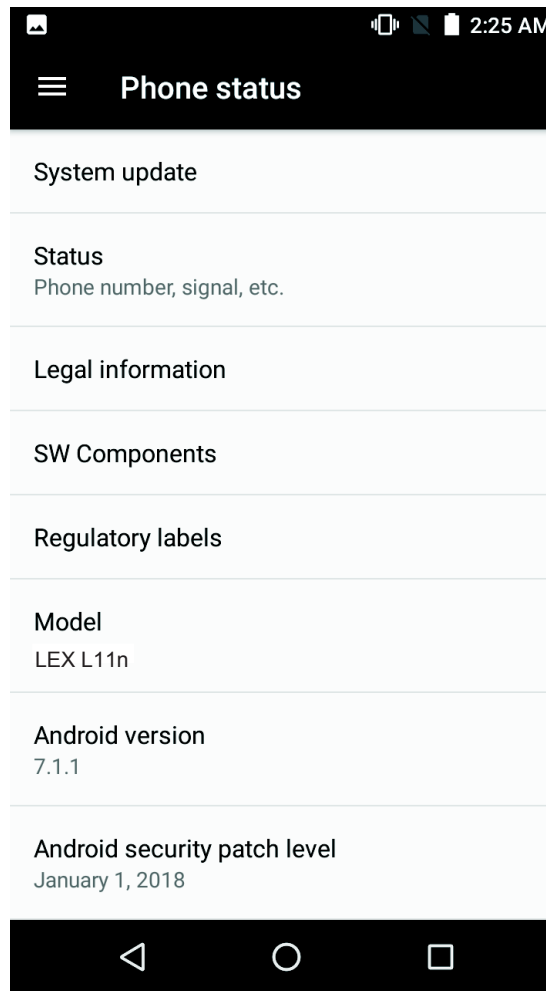 2:25 AM
Phone status
System update
Status
Phone number, signal, etc.
Legal information
SW Components
Regulatory labels
Model
LEX L11n
Android version
7.1.1
Android security patch level
January 1, 2018